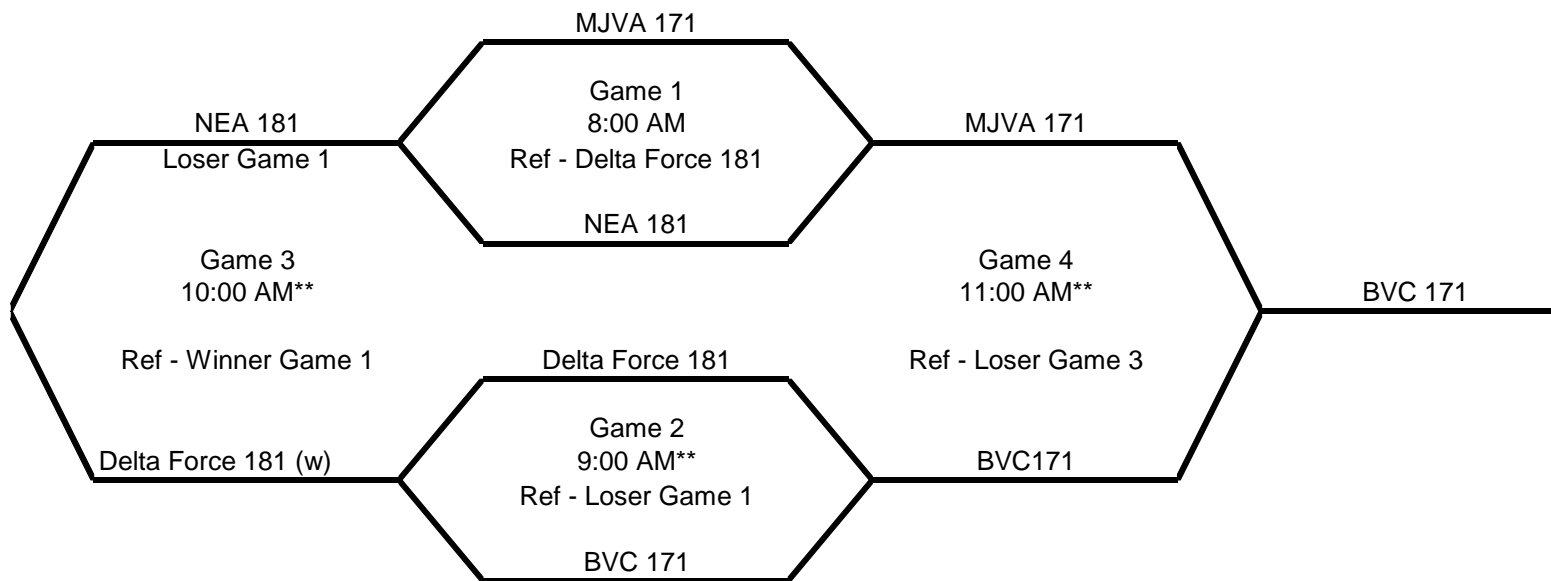 MJVA 171
Game 1
8:00 AM
Ref - Delta Force 181
NEA 181
NEA 181
Loser Game 1
MJVA 171
Game 3
10:00 AM**
Ref - Winner Game 1
Game 4
11:00 AM**
Ref - Loser Game 3
BVC 171
Delta Force 181
Game 2
9:00 AM**
Ref - Loser Game 1
BVC 171
Delta Force 181 (w)
BVC171